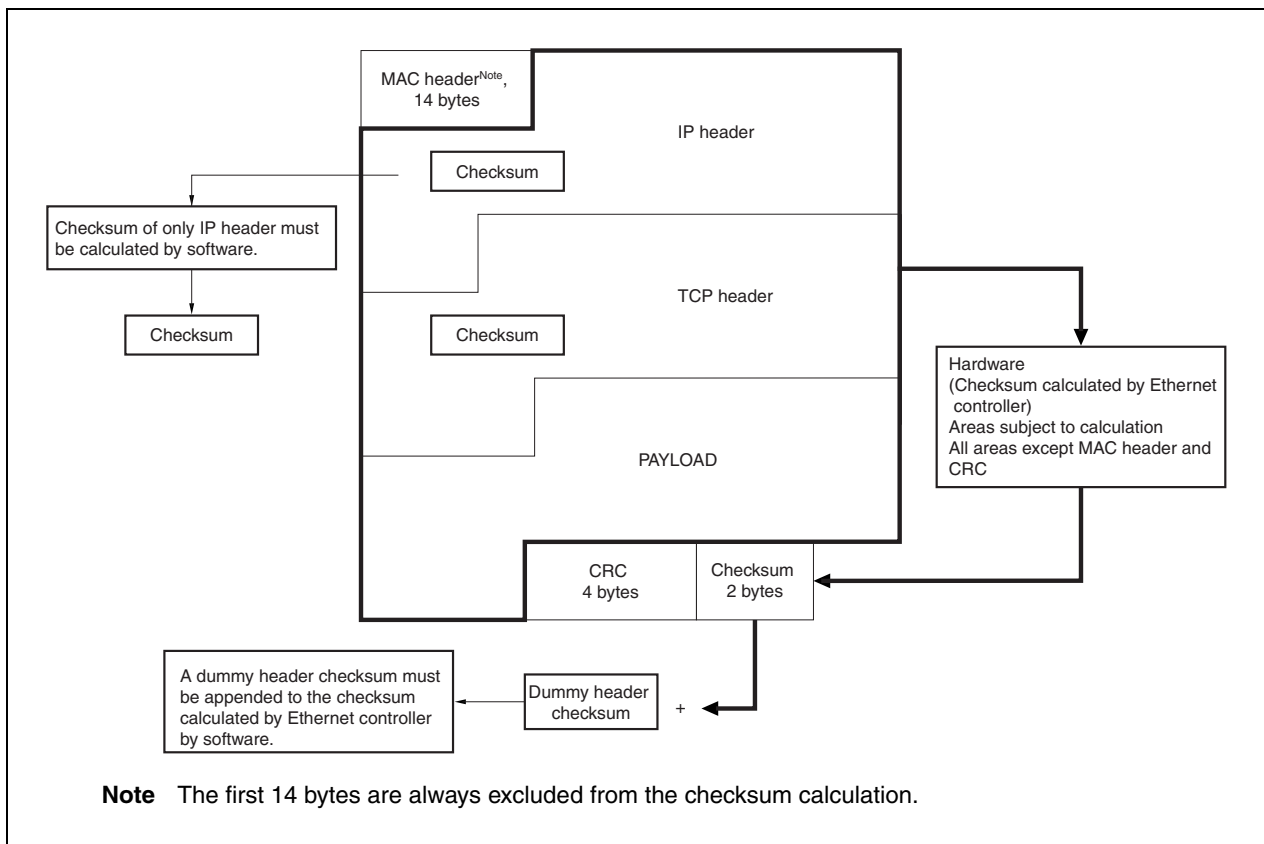 MAC headerNote,
14 bytes
IP header
Checksum
Checksum of only IP header must
be calculated by software.
Checksum
TCP header
Checksum
Hardware
(Checksum calculated by Ethernet
controller)
Areas subject to calculation
All areas except MAC header and
CRC
PAYLOAD
CRC
4 bytes
Checksum
2 bytes
A dummy header checksum must
be appended to the checksum
calculated by Ethernet controller
by software.
Dummy header
checksum
+
Note The first 14 bytes are always excluded from the checksum calculation.